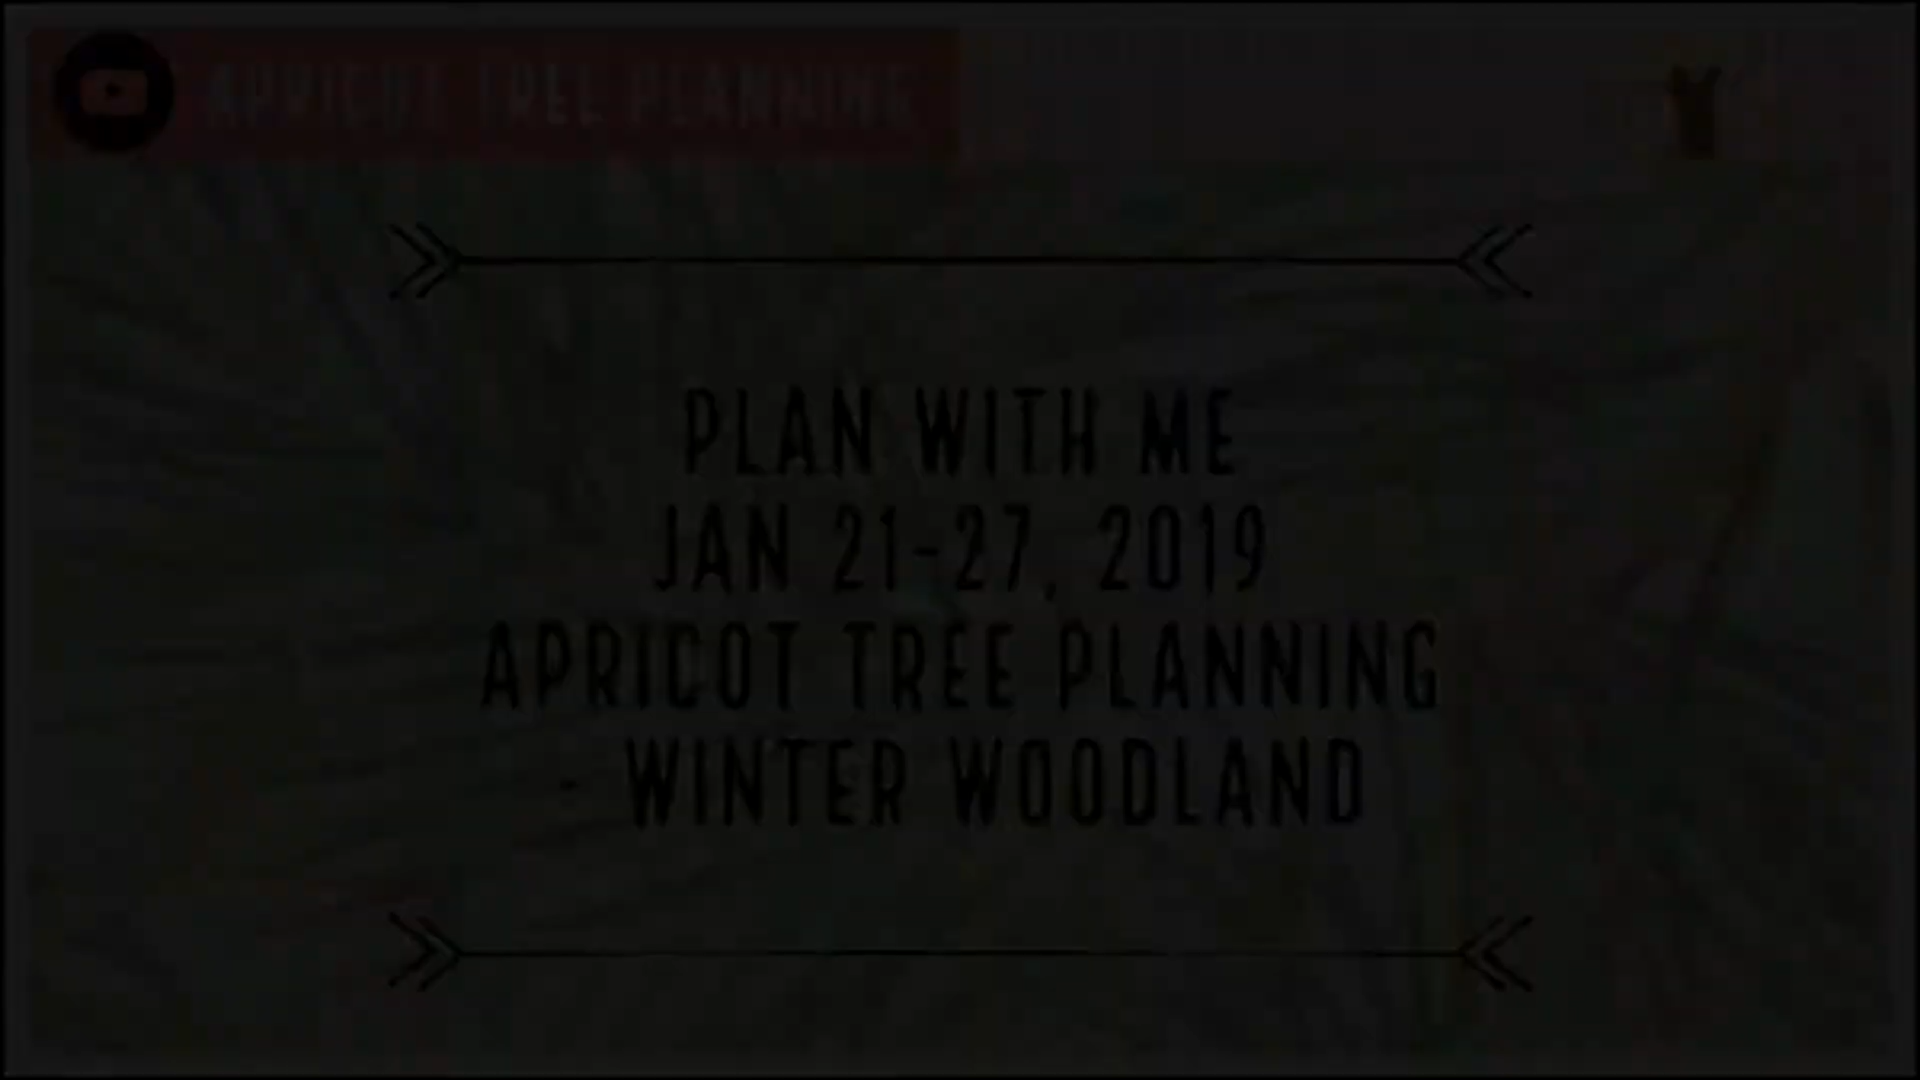 APRICOT TREE PLANNING
PLAN WITH ME
JAN 21-27, 2019
APRICOT TREE PLANNING
- WINTER WOODLAND